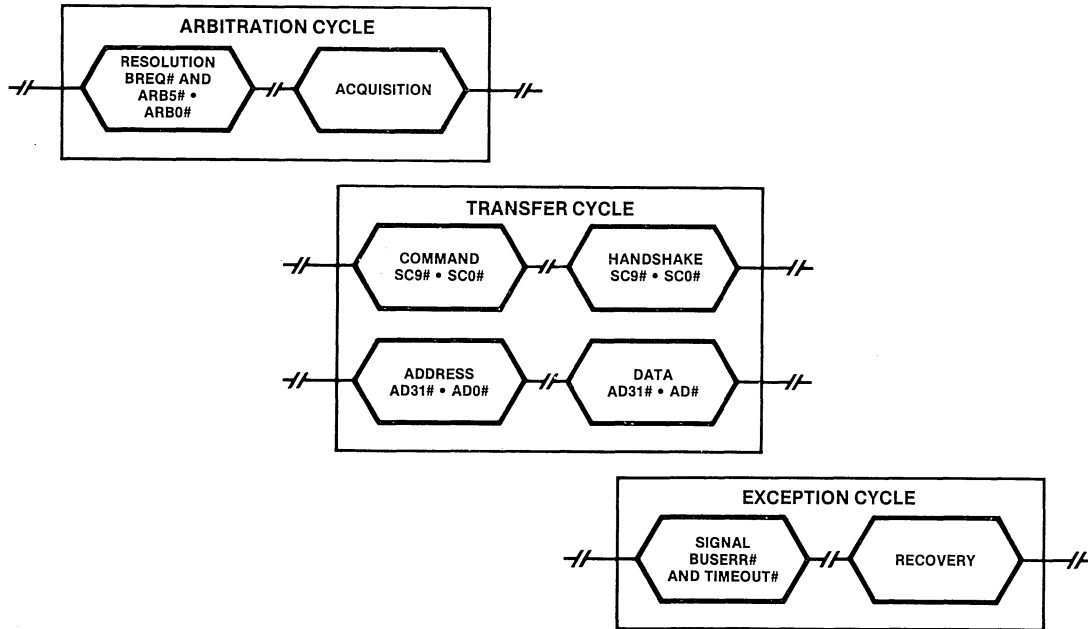 ARBITRATION CYCLE
RESOLUTION
BREQ# AND
ARB5# •
ARB0#
ACQUISITION
TRANSFER CYCLE
COMMAND
SC9# • SC0#
HANDSHAKE
SC9# • SC0#
ADDRESS
AD31# • AD0#
DATA
AD31# • AD#
EXCEPTION CYCLE
SIGNAL
BUSERR#
AND TIMEOUT#
RECOVERY